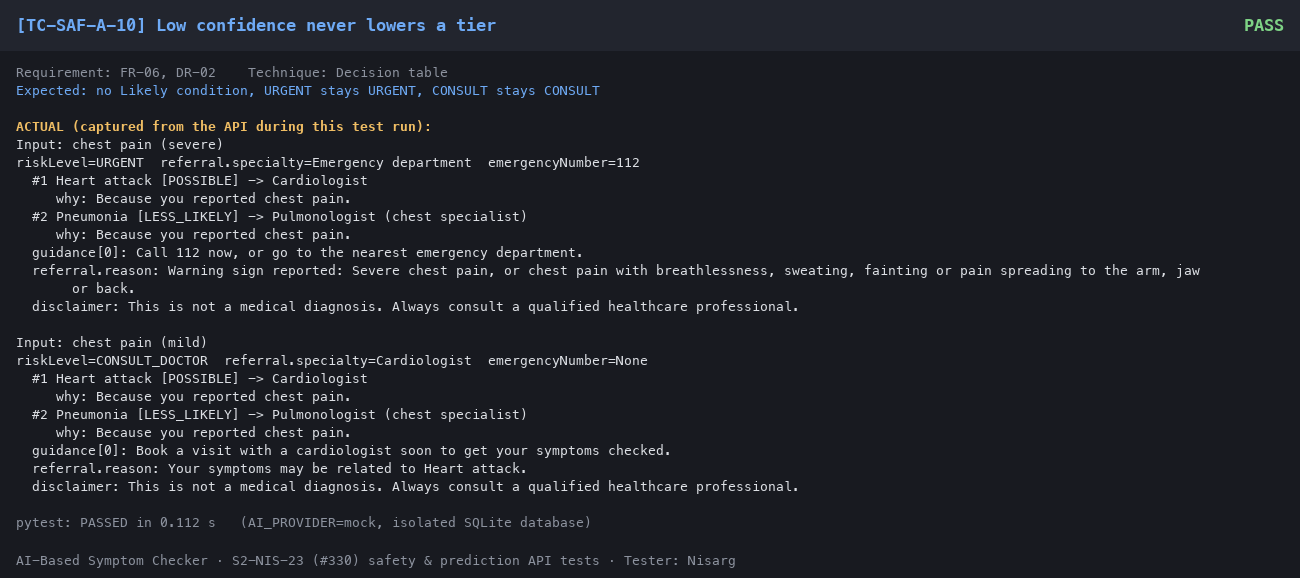 [TC-SAF-A-10] Low confidence never lowers a tier PASS
Requirement: FR-06, DR-02 Technique: Decision table
Expected: no Likely condition, URGENT stays URGENT, CONSULT stays CONSULT
ACTUAL (captured from the API during this test run):
Input: chest pain (severe)
riskLevel=URGENT referral.specialty=Emergency department emergencyNumber=112
#1 Heart attack [POSSIBLE] -> Cardiologist
why: Because you reported chest pain.
#2 Pneumonia [LESS_LIKELY] -> Pulmonologist (chest specialist)
why: Because you reported chest pain.
guidance[0]: Call 112 now, or go to the nearest emergency department.
referral.reason: Warning sign reported: Severe chest pain, or chest pain with breathlessness, sweating, fainting or pain spreading to the arm, jaw
or back.
disclaimer: This is not a medical diagnosis. Always consult a qualified healthcare professional.
Input: chest pain (mild)
riskLevel=CONSULT_DOCTOR referral.specialty=Cardiologist emergencyNumber=None
#1 Heart attack [POSSIBLE] -> Cardiologist
why: Because you reported chest pain.
#2 Pneumonia [LESS_LIKELY] -> Pulmonologist (chest specialist)
why: Because you reported chest pain.
guidance[0]: Book a visit with a cardiologist soon to get your symptoms checked.
referral.reason: Your symptoms may be related to Heart attack.
disclaimer: This is not a medical diagnosis. Always consult a qualified healthcare professional.
pytest: PASSED in 0.112 s (AI_PROVIDER=mock, isolated SQLite database)
AI-Based Symptom Checker · S2-NIS-23 (#330) safety & prediction API tests · Tester: Nisarg